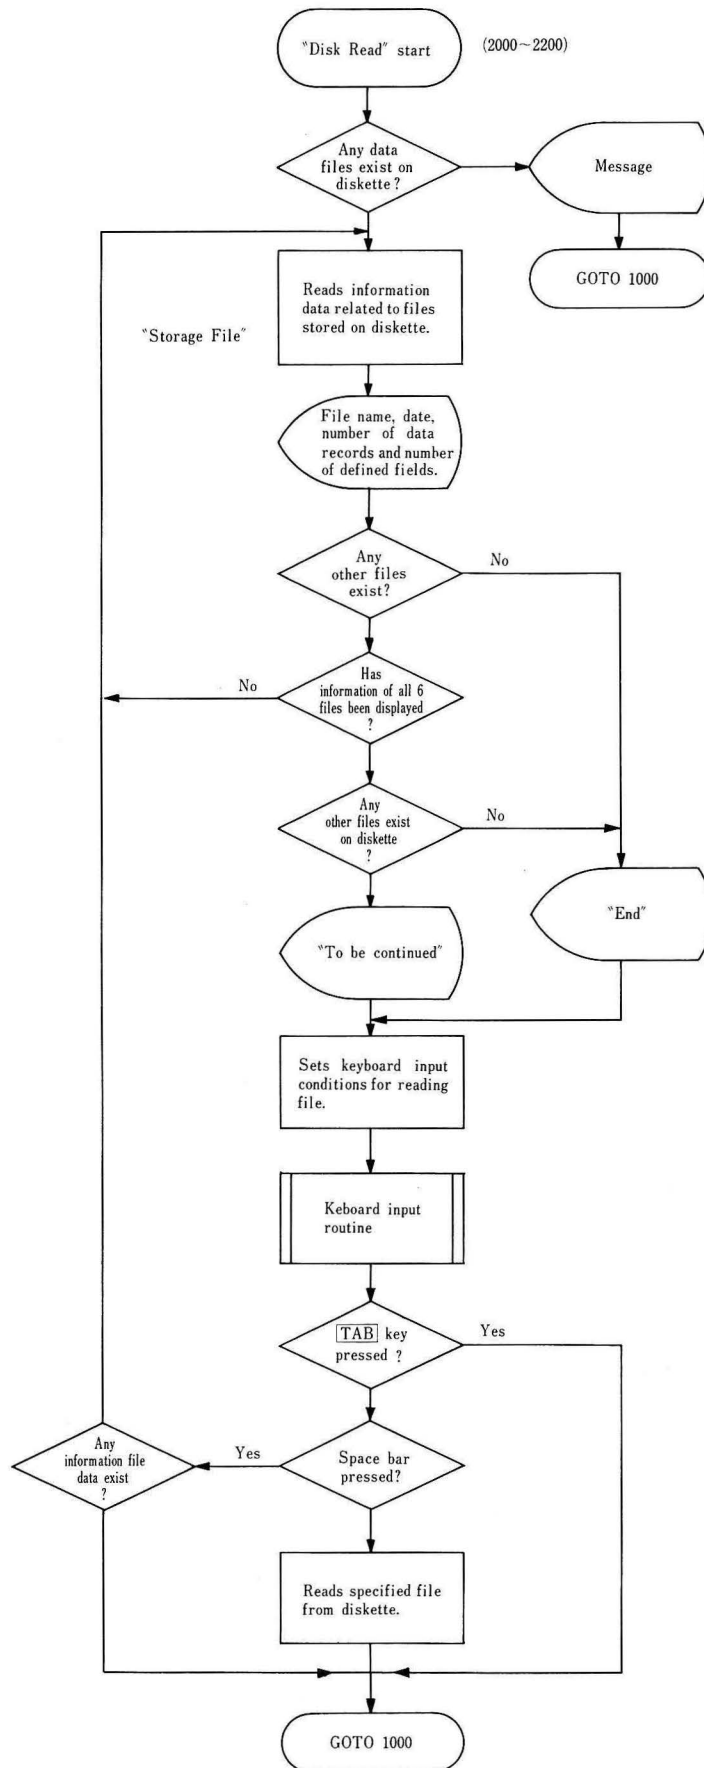 "Disk Read" start (2000~2200)
Any data
files exist on
diskette?
Message
GOTO 1000
Reads information
data related to files
stored on diskette.
"Storage File"
File name, date,
number of data
records and number
of defined fields.
Any
other files
exist?
No
Has
information of all 6
files been displayed
?
No
Any
other files exist
on diskette
?
No
"To be continued"
"End"
Sets keyboard input
conditions for reading
file.
Keboard input
routine
TAB key
pressed ?
Yes
Space bar
pressed?
Yes
Any
information file
data exist
?
Reads specified file
from diskette.
GOTO 1000